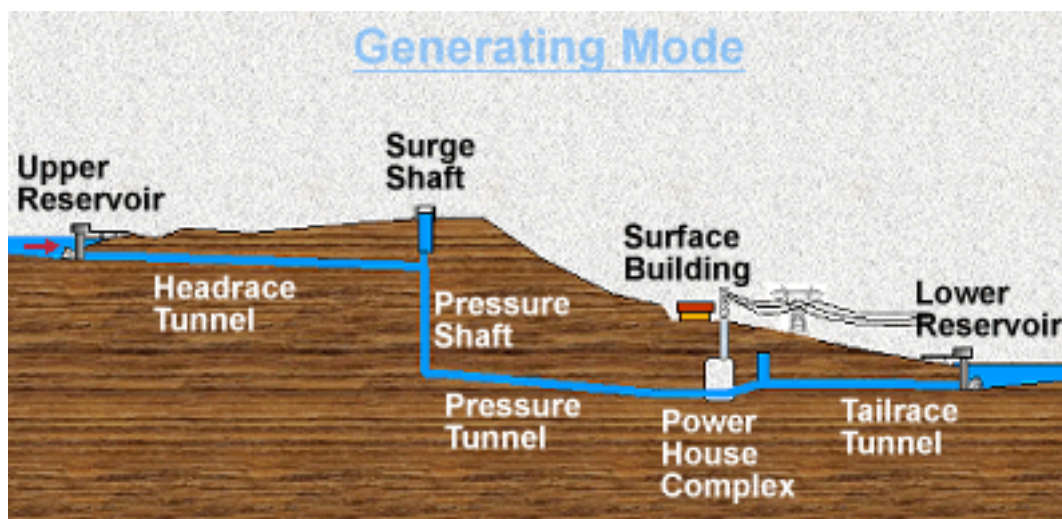 Generating Mode
Upper
Reservoir
Surge
Shaft
Surface
Building
Lower
Reservoir
Headrace
Tunnel
Pressure
Shaft
Pressure
Tunnel
Power
House
Complex
Tailrace
Tunnel